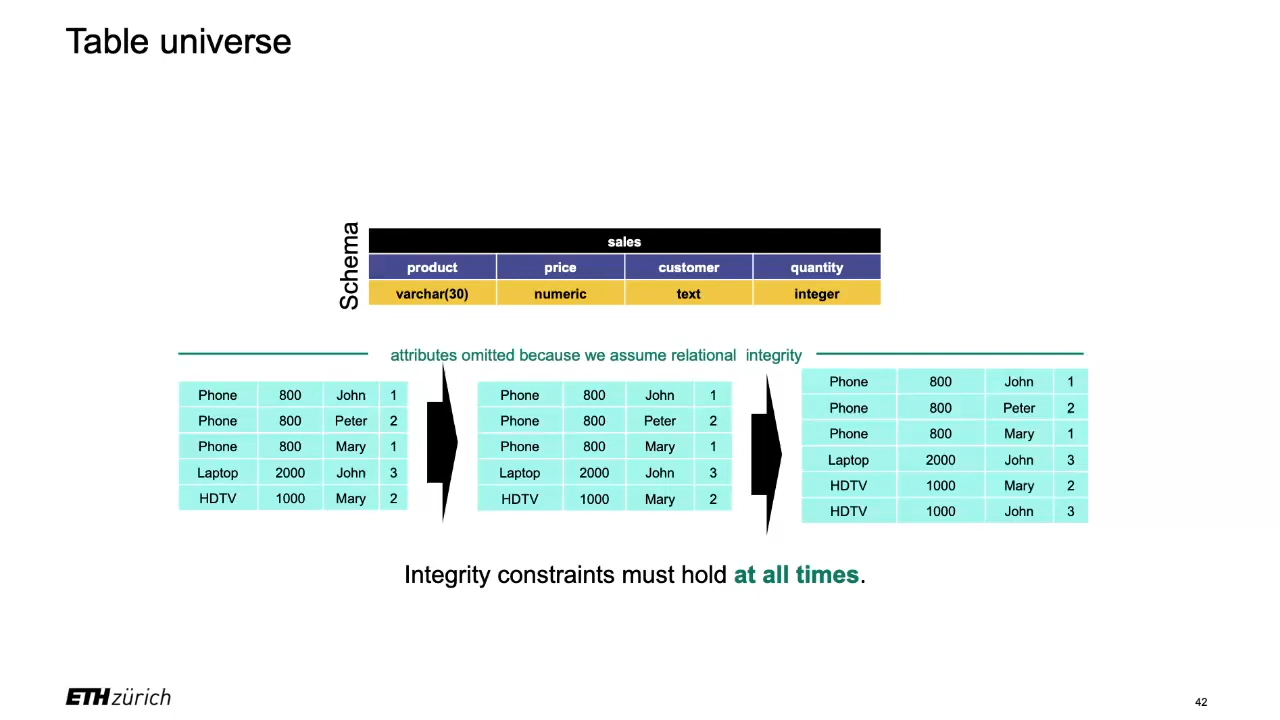 Table universe
Schema
sales
product price customer quantity
varchar(30) numeric text integer
attributes omitted because we assume relational integrity
Phone 800 John 1
Phone 800 Peter 2
Phone 800 Mary 1
Laptop 2000 John 3
HDTV 1000 Mary 2
Phone 800 John 1
Phone 800 Peter 2
Phone 800 Mary 1
Laptop 2000 John 3
HDTV 1000 Mary 2
Phone 800 John 1
Phone 800 Peter 2
Phone 800 Mary 1
Laptop 2000 John 3
HDTV 1000 Mary 2
HDTV 1000 John 3
Integrity constraints must hold at all times.
ETH zürich
42